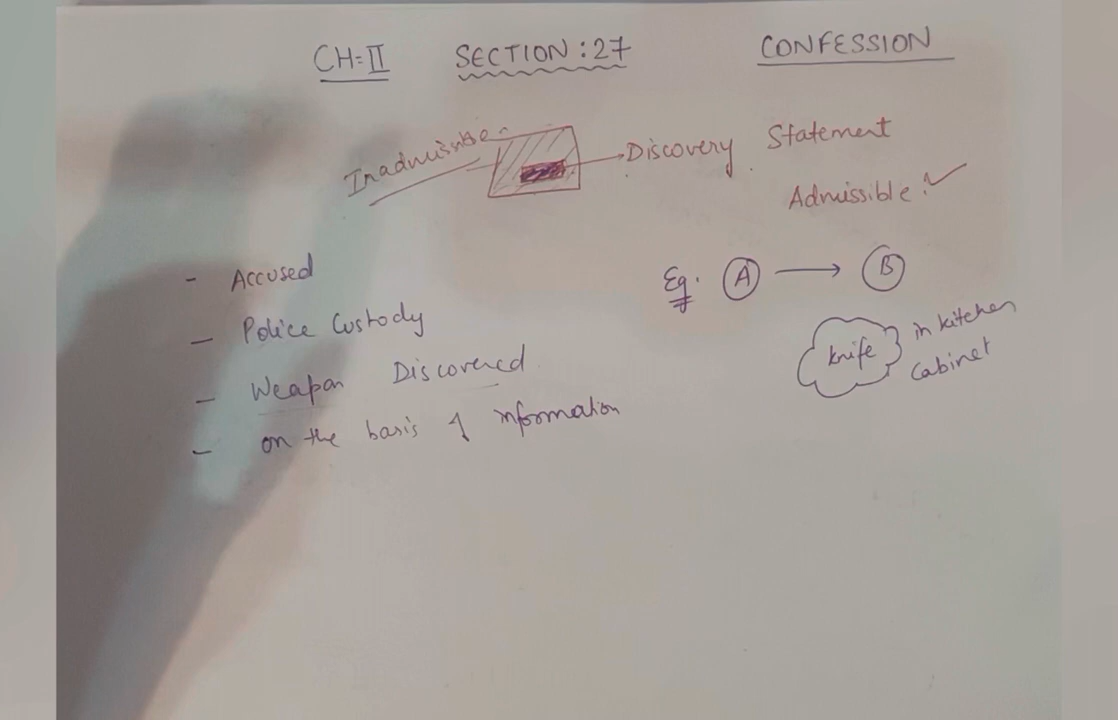 CH=II SECTION:27 CONFESSION
Inadmissible Discovery Statement
Admissible ✓
- Accused
- Police Custody
- Weapon Discovered
- on the basis of information
Eg. A → B
knife in kitchen
cabinet